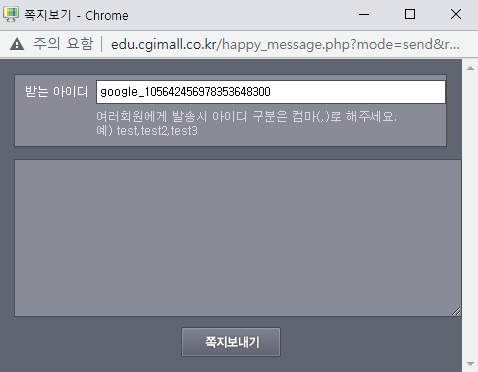 쪽지보기 - Chrome
주의 요함 | edu.cgimall.co.kr/happy_message.php?mode=send&r...
받는 아이디 google_105642456978353648300
여러회원에게 발송시 아이디 구분은 컴마(,)로 해주세요.
예) test,test2,test3
쪽지보내기